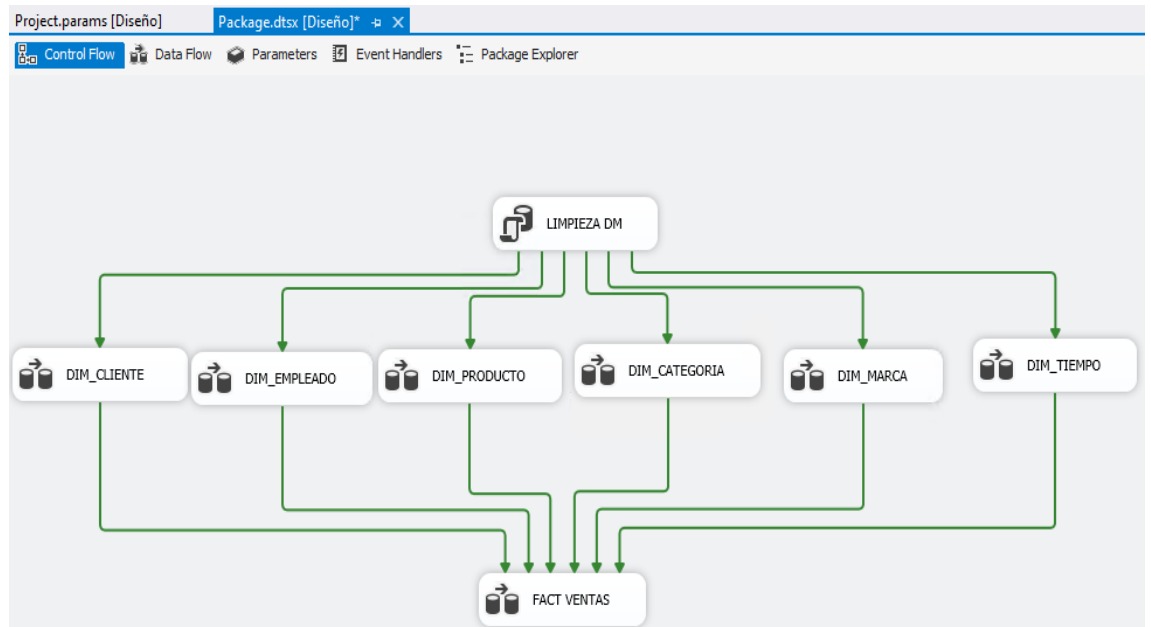 Project.params [Diseño] Package.dtsx [Diseño]*
Control Flow Data Flow Parameters Event Handlers Package Explorer
LIMPIEZA DM
DIM_CLIENTE DIM_EMPLEADO DIM_PRODUCTO DIM_CATEGORIA DIM_MARCA DIM_TIEMPO
FACT VENTAS